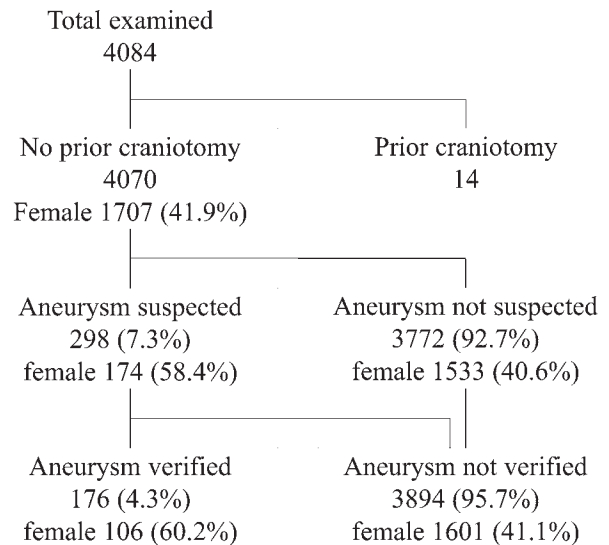 Total examined
4084
No prior craniotomy
4070
Female 1707 (41.9%)
Prior craniotomy
14
Aneurysm suspected
298 (7.3%)
female 174 (58.4%)
Aneurysm not suspected
3772 (92.7%)
female 1533 (40.6%)
Aneurysm verified
176 (4.3%)
female 106 (60.2%)
Aneurysm not verified
3894 (95.7%)
female 1601 (41.1%)